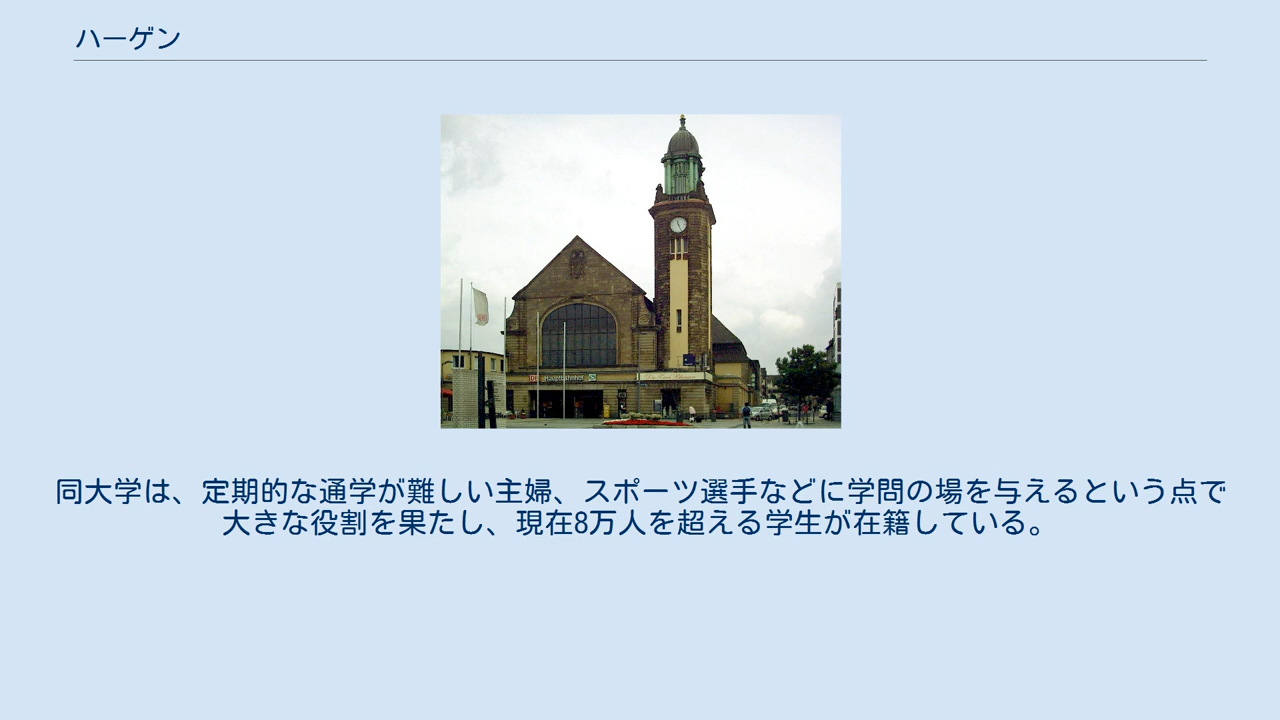 ハーゲン
Hauptbahnhof
同大学は、定期的な通学が難しい主婦、スポーツ選手などに学問の場を与えるという点で
大きな役割を果たし、現在8万人を超える学生が在籍している。